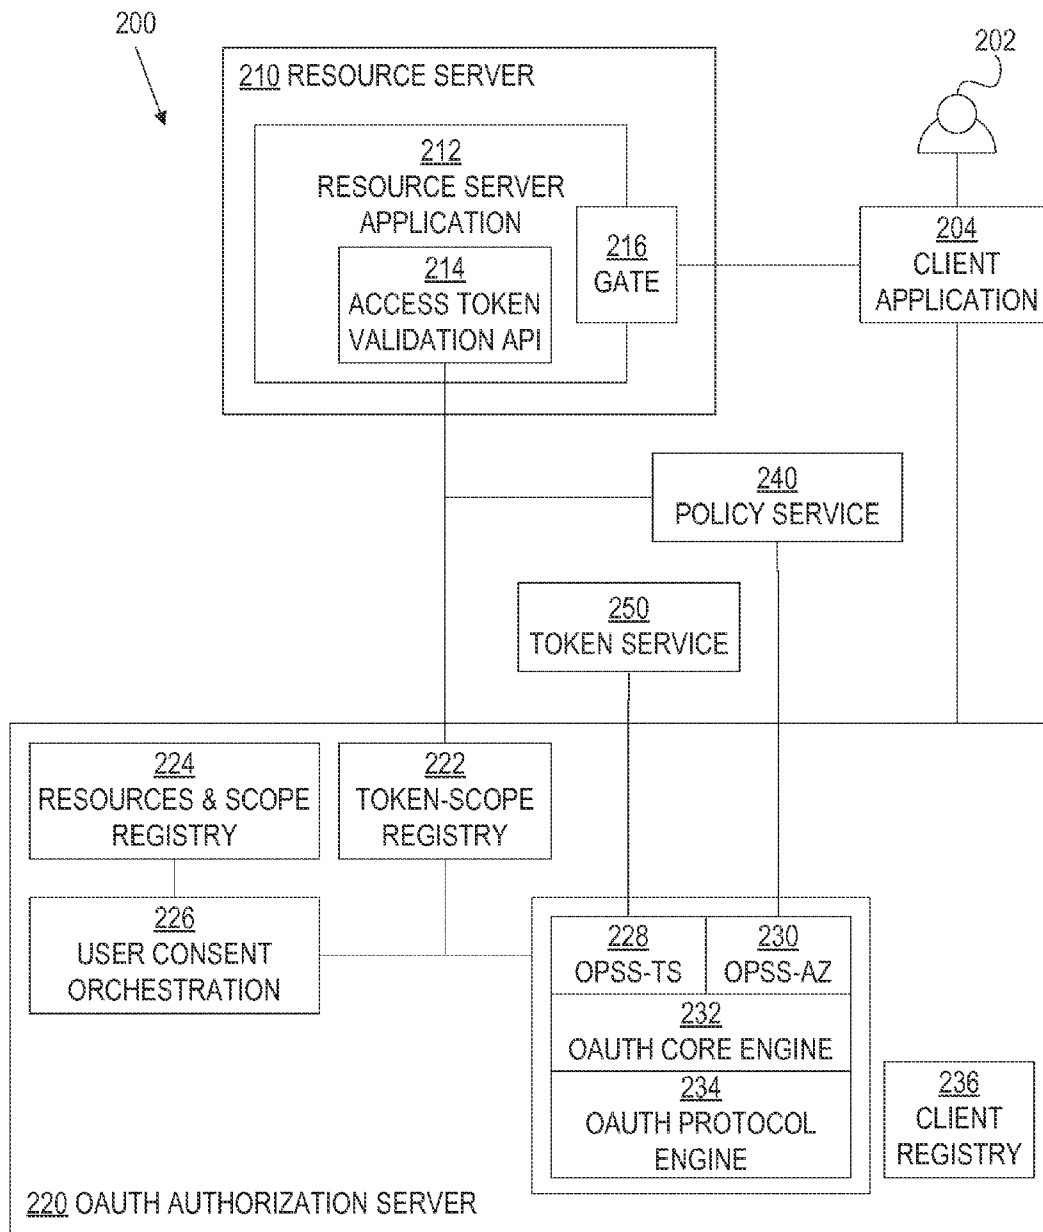 200
202
210 RESOURCE SERVER
212
RESOURCE SERVER
APPLICATION
214
ACCESS TOKEN
VALIDATION API
216
GATE
204
CLIENT
APPLICATION
240
POLICY SERVICE
250
TOKEN SERVICE
224
RESOURCES & SCOPE
REGISTRY
222
TOKEN-SCOPE
REGISTRY
226
USER CONSENT
ORCHESTRATION
228
OPSS-TS
230
OPSS-AZ
232
OAUTH CORE ENGINE
234
OAUTH PROTOCOL
ENGINE
236
CLIENT
REGISTRY
220 OAUTH AUTHORIZATION SERVER